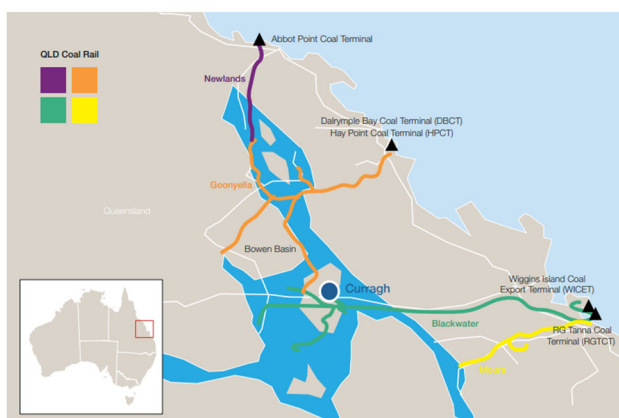 Abbot Point Coal Terminal
QLD Coal Rail
Newlands
Dalrymple Bay Coal Terminal (DBCT)
Hay Point Coal Terminal (HPCT)
Goonyella
Queensland
Bowen Basin
Curragh
Wiggins Island Coal
Export Terminal (WICET)
Blackwater
RG Tanna Coal
Terminal (RGTCT)
Moura